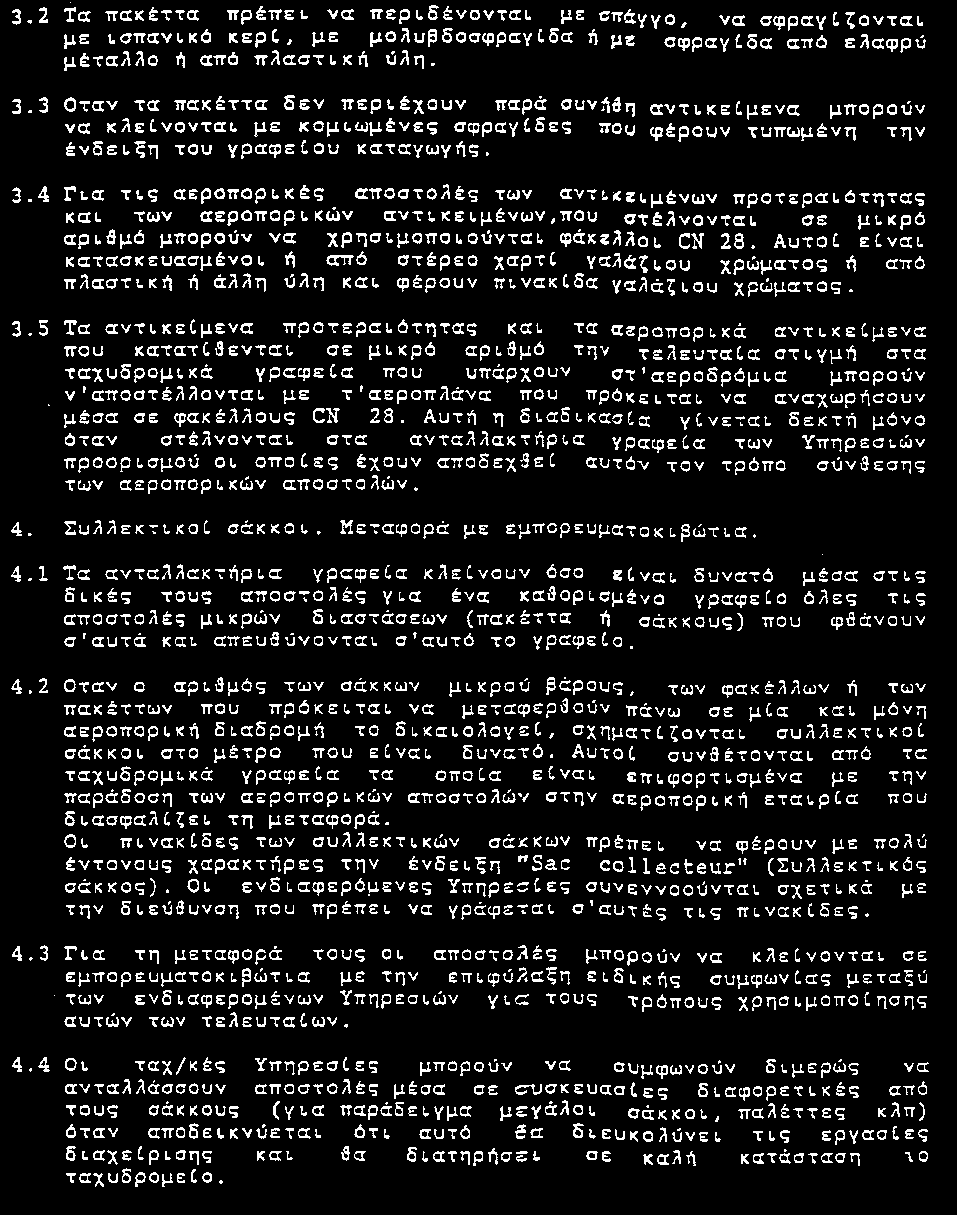 3.2 Τα πακέττα πρέπει να περιδένονται με σπάγγο, να σφραγίζονται
με ισπανικό κερί, με μολυβδοσφραγίδα ή με σφραγίδα από ελαφρύ
μέταλλο ή από πλαστική ύλη.
3.3 Οταν τα πακέττα δεν περιέχουν παρά συνήθη αντικείμενα μπορούν
να κλείνονται με κομιωμένες σφραγίδες που φέρουν τυπωμένη την
ένδειξη του γραφείου καταγωγής.
3.4 Για τις αεροπορικές αποστολές των αντικειμένων προτεραιότητας
και των αεροπορικών αντικειμένων,που στέλνονται σε μικρό
αριθμό μπορούν να χρησιμοποιούνται φάκελλοι CN 28. Αυτοί είναι
κατασκευασμένοι ή από στέρεο χαρτί γαλάζιου χρώματος ή από
πλαστική ή άλλη ύλη και φέρουν πινακίδα γαλάζιου χρώματος.
3.5 Τα αντικείμενα προτεραιότητας και τα αεροπορικά αντικείμενα
που κατατίθενται σε μικρό αριθμό την τελευταία στιγμή στα
ταχυδρομικά γραφεία που υπάρχουν στ'αεροδρόμια μπορούν
ν'αποστέλλονται με τ'αεροπλάνα που πρόκειται να αναχωρήσουν
μέσα σε φακέλλους CN 28. Αυτή η διαδικασία γίνεται δεκτή μόνο
όταν στέλνονται στα ανταλλακτήρια γραφεία των Υπηρεσιών
προορισμού οι οποίες έχουν αποδεχθεί αυτόν τον τρόπο σύνθεσης
των αεροπορικών αποστολών.
4. Συλλεκτικοί σάκκοι. Μεταφορά με εμπορευματοκιβώτια.
4.1 Τα ανταλλακτήρια γραφεία κλείνουν όσο είναι δυνατό μέσα στις
δικές τους αποστολές για ένα καθορισμένο γραφείο όλες τις
αποστολές μικρών διαστάσεων (πακέττα ή σάκκους) που φθάνουν
σ'αυτά και απευθύνονται σ'αυτό το γραφείο.
4.2 Οταν ο αριθμός των σάκκων μικρού βάρους, των φακέλλων ή των
πακέττων που πρόκειται να μεταφερθούν πάνω σε μία και μόνη
αεροπορική διαδρομή το δικαιολογεί, σχηματίζονται συλλεκτικοί
σάκκοι στο μέτρο που είναι δυνατό. Αυτοί συνθέτονται από τα
ταχυδρομικά γραφεία τα οποία είναι επιφορτισμένα με την
παράδοση των αεροπορικών αποστολών στην αεροπορική εταιρία που
διασφαλίζει τη μεταφορά.
Οι πινακίδες των συλλεκτικών σάκκων πρέπει να φέρουν με πολύ
έντονους χαρακτήρες την ένδειξη "Sac collecteur" (Συλλεκτικός
σάκκος). Οι ενδιαφερόμενες Υπηρεσίες συνεννοούνται σχετικά με
την διεύθυνση που πρέπει να γράφεται σ'αυτές τις πινακίδες.
4.3 Για τη μεταφορά τους οι αποστολές μπορούν να κλείνονται σε
εμπορευματοκιβώτια με την επιφύλαξη ειδικής συμφωνίας μεταξύ
των ενδιαφερομένων Υπηρεσιών για τους τρόπους χρησιμοποίησης
αυτών των τελευταίων.
4.4 Οι ταχ/κές Υπηρεσίες μπορούν να συμφωνούν διμερώς να
ανταλλάσσουν αποστολές μέσα σε συσκευασίες διαφορετικές από
τους σάκκους (για παράδειγμα μεγάλοι σάκκοι, παλέττες κλπ)
όταν αποδεικνύεται ότι αυτό θα διευκολύνει τις εργασίες
διαχείρισης και θα διατηρήσει σε καλή κατάσταση το
ταχυδρομείο.